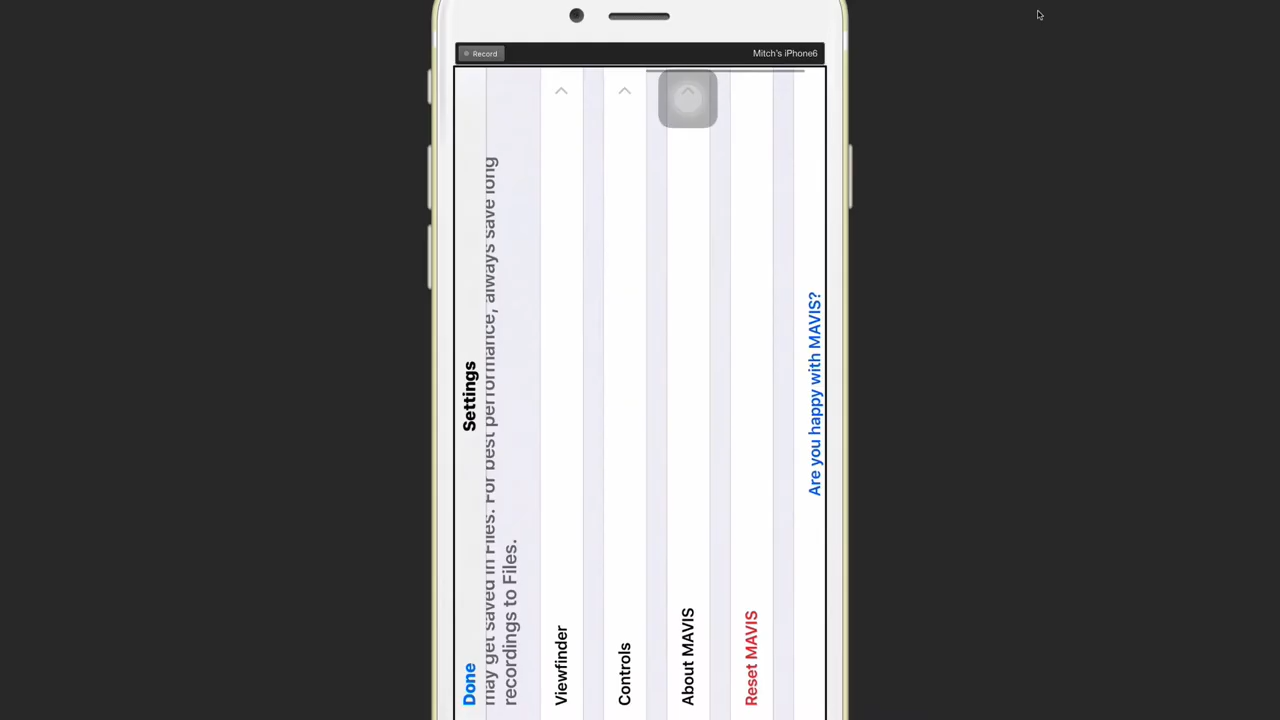 Record
Mitch's iPhone6
Done
Settings
may get saved in Files. For best performance, always save long
recordings to Files.
Viewfinder
Controls
About MAVIS
Reset MAVIS
Are you happy with MAVIS?